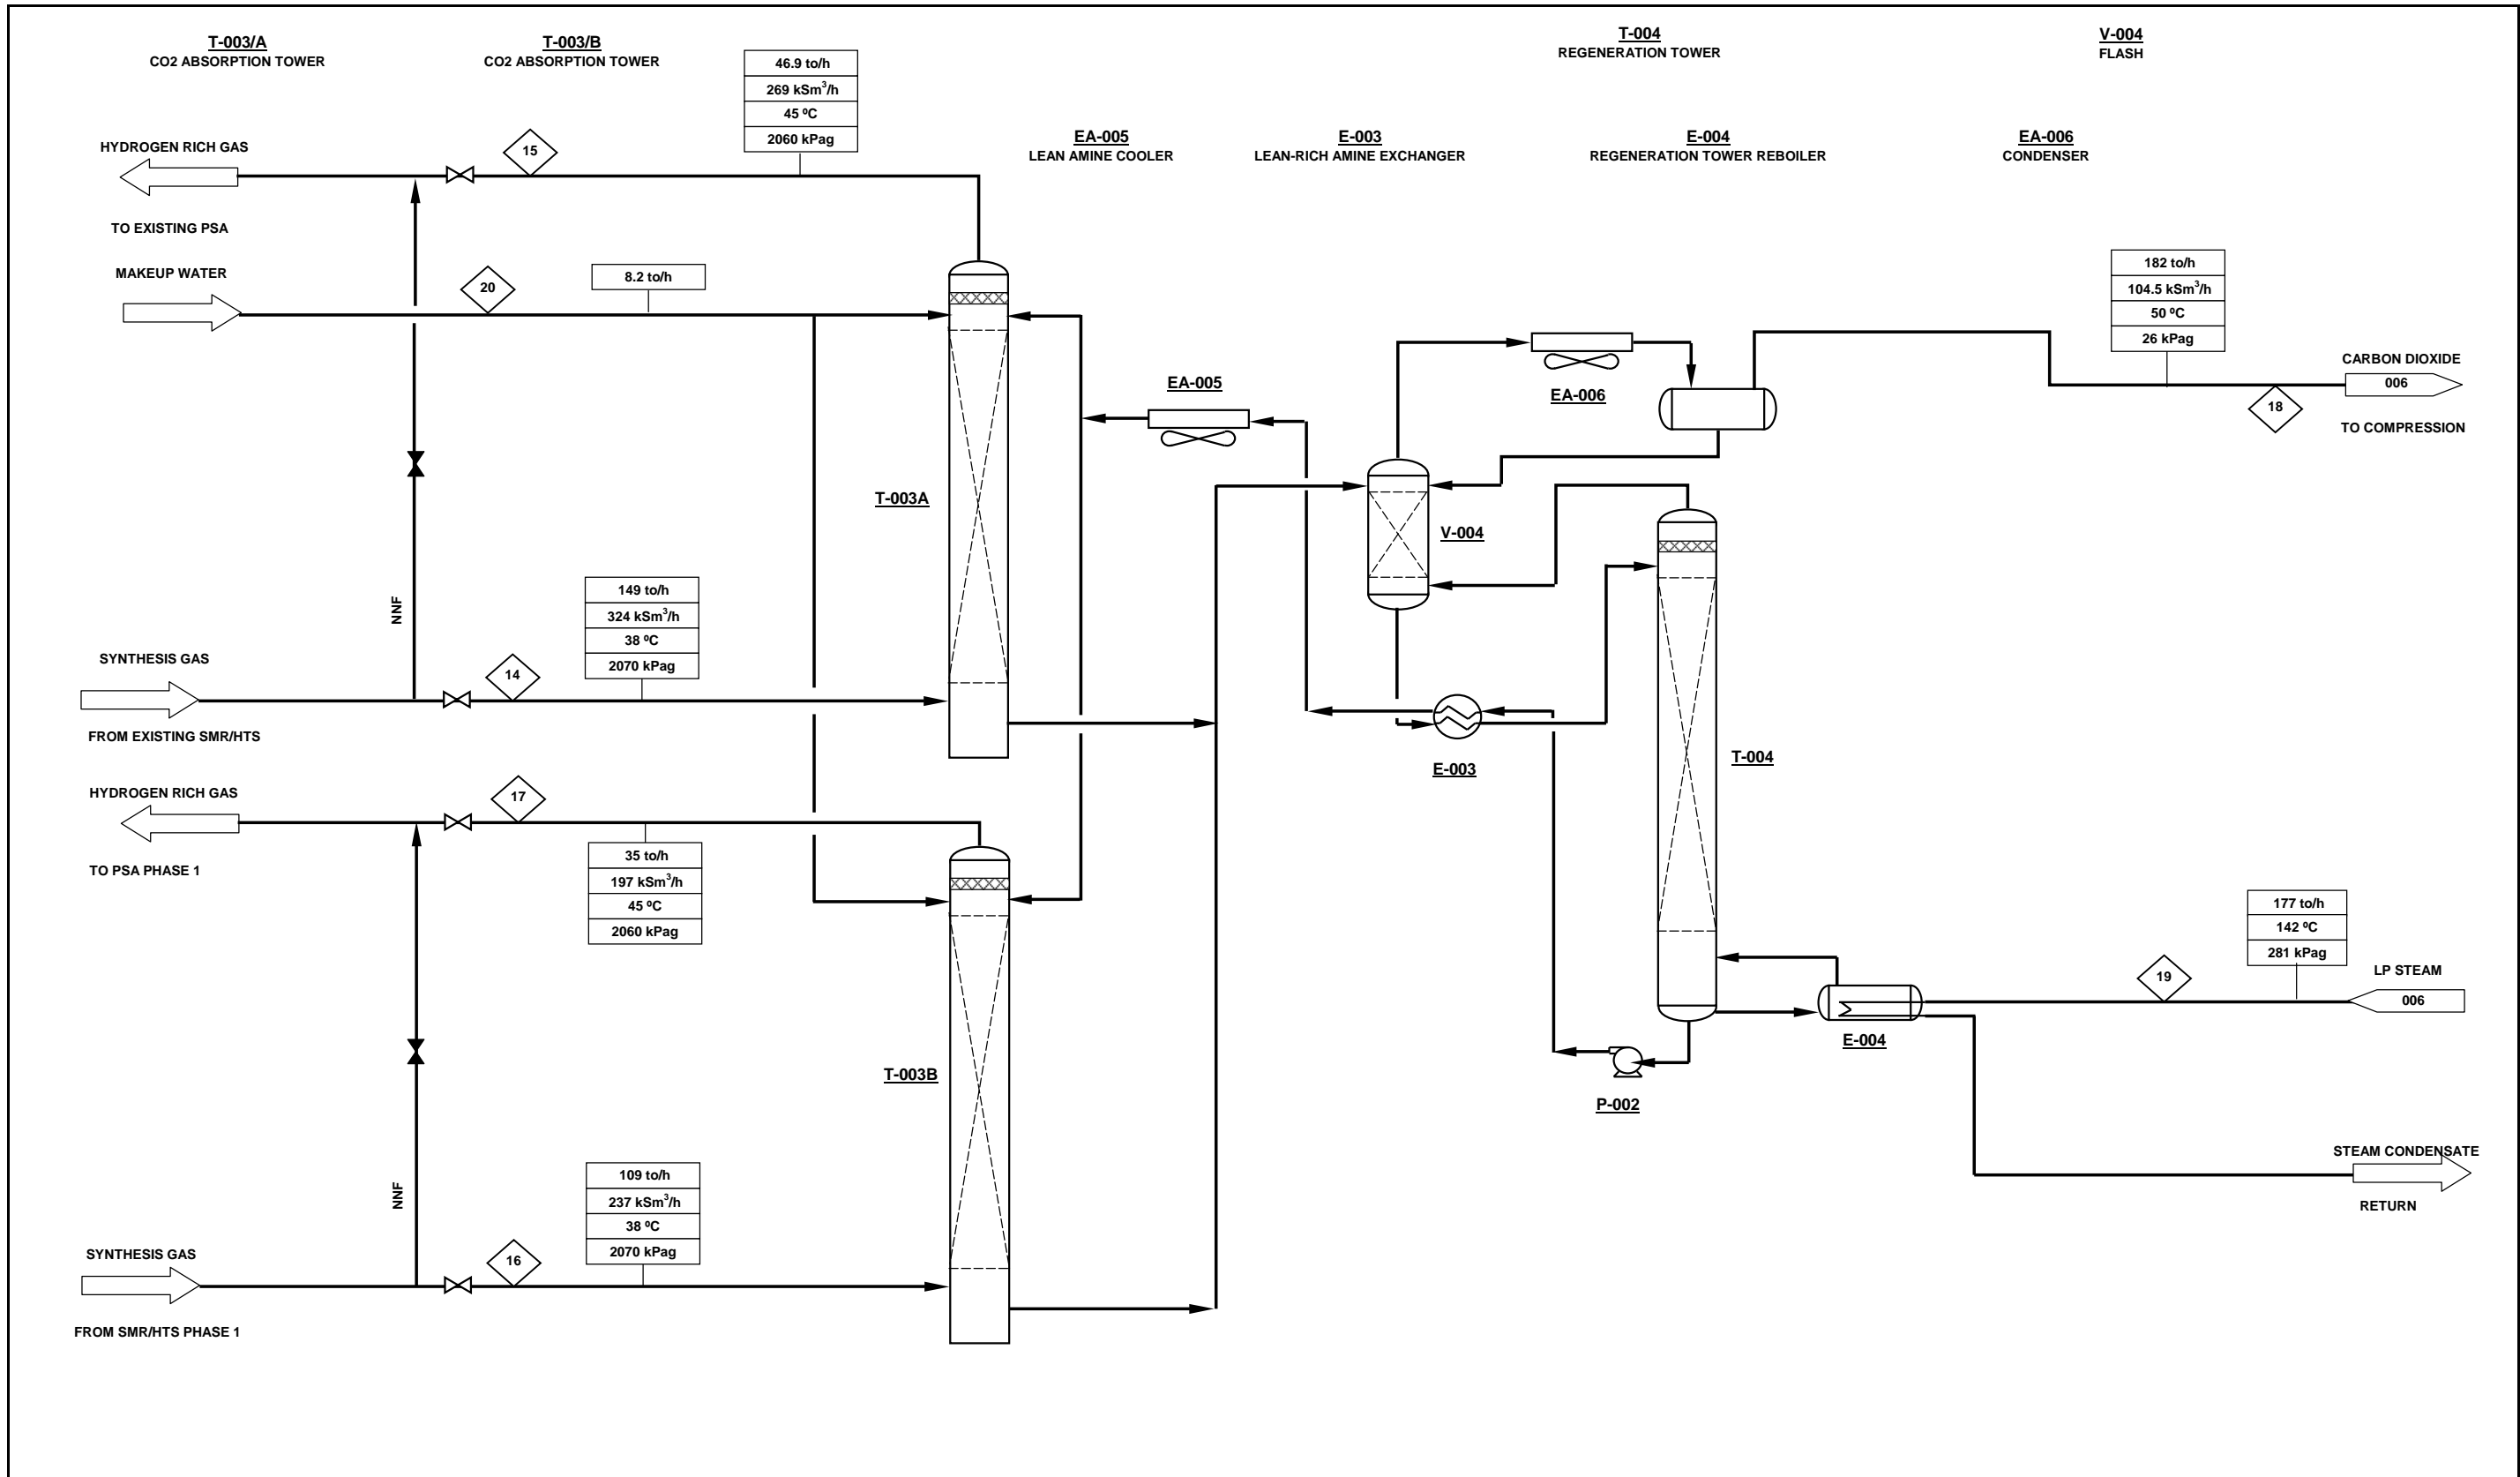 T-003/A
CO2 ABSORPTION TOWER
T-003/B
CO2 ABSORPTION TOWER
T-004
REGENERATION TOWER
V-004
FLASH
EA-005
LEAN AMINE COOLER
E-003
LEAN-RICH AMINE EXCHANGER
E-004
REGENERATION TOWER REBOILER
EA-006
CONDENSER
46.9 to/h
269 kSm³/h
45 ºC
2060 kPag
HYDROGEN RICH GAS
15
TO EXISTING PSA
MAKEUP WATER
20
8.2 to/h
182 to/h
104.5 kSm³/h
50 ºC
26 kPag
CARBON DIOXIDE
006
18
TO COMPRESSION
EA-005
EA-006
T-003A
V-004
149 to/h
324 kSm³/h
38 ºC
2070 kPag
NNF
SYNTHESIS GAS
14
FROM EXISTING SMR/HTS
E-003
T-004
HYDROGEN RICH GAS
17
TO PSA PHASE 1
35 to/h
197 kSm³/h
45 ºC
2060 kPag
177 to/h
142 ºC
281 kPag
19
LP STEAM
006
E-004
T-003B
P-002
STEAM CONDENSATE
RETURN
109 to/h
237 kSm³/h
38 ºC
2070 kPag
NNF
SYNTHESIS GAS
16
FROM SMR/HTS PHASE 1